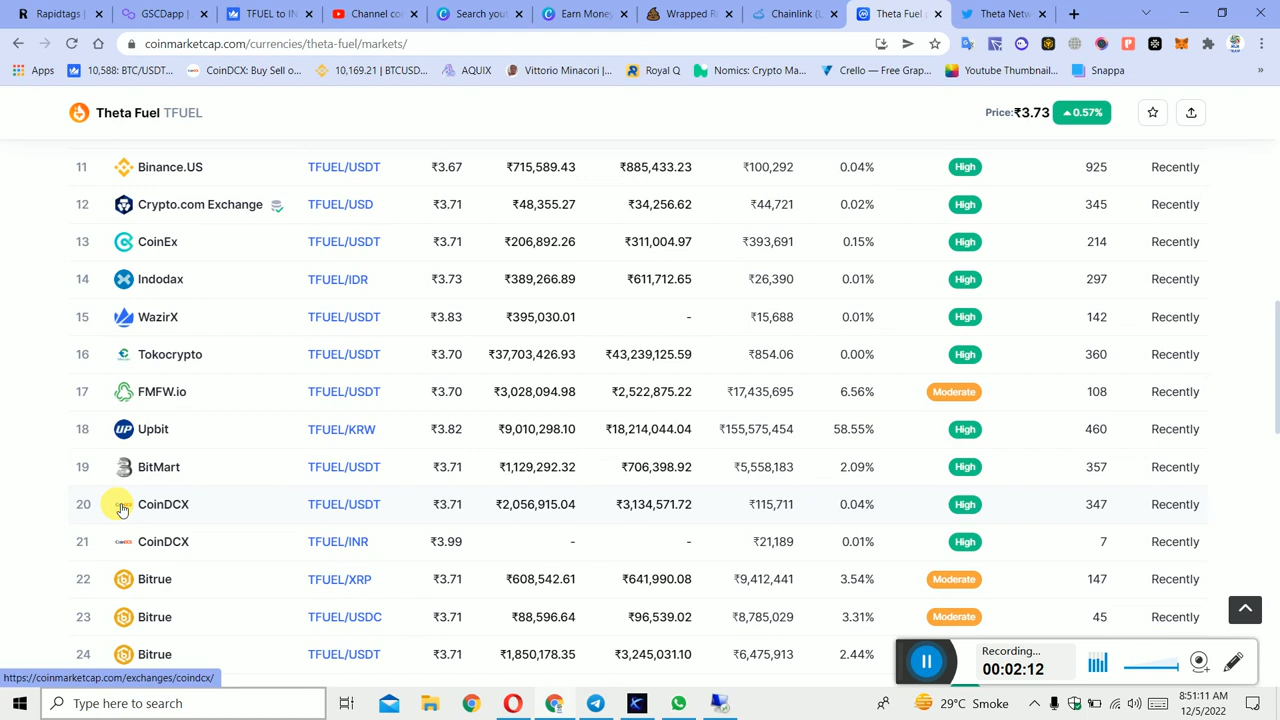 Rapidtags |
TFUEL to IN
Channel co
Search you
Earn Money
Wrapped R
Chainlink (L
Theta Fuel p
Theta Netw
coinmarketcap.com/currencies/theta-fuel/markets/
Apps
10,588: BTC/USDT...
CoinDCX Buy Sell o...
10,169.21 | BTCUSD...
AQUIX
Vittorio Minacori |...
Royal Q
Nomics: Crypto Ma...
Crello — Free Grap...
Youtube Thumbnail...
Snappa
Theta Fuel TFUEL
Price: ₹3.73 0.57%
11 Binance.US TFUEL/USDT ₹3.67 ₹715,589.43 ₹885,433.23 ₹100,292 0.04% High 925 Recently
12 Crypto.com Exchange TFUEL/USD ₹3.71 ₹48,355.27 ₹34,256.62 ₹44,721 0.02% High 345 Recently
13 CoinEx TFUEL/USDT ₹3.71 ₹206,892.26 ₹311,004.97 ₹393,691 0.15% High 214 Recently
14 Indodax TFUEL/IDR ₹3.73 ₹389,266.89 ₹611,712.65 ₹26,390 0.01% High 297 Recently
15 WazirX TFUEL/USDT ₹3.83 ₹395,030.01 - ₹15,688 0.01% High 142 Recently
16 Tokocrypto TFUEL/USDT ₹3.70 ₹37,703,426.93 ₹43,239,125.59 ₹854.06 0.00% High 360 Recently
17 FMFW.io TFUEL/USDT ₹3.70 ₹3,028,094.98 ₹2,522,875.22 ₹17,435,695 6.56% Moderate 108 Recently
18 Upbit TFUEL/KRW ₹3.82 ₹9,010,298.10 ₹18,214,044.04 ₹155,575,454 58.55% High 460 Recently
19 BitMart TFUEL/USDT ₹3.71 ₹1,129,292.32 ₹706,398.92 ₹5,558,183 2.09% High 357 Recently
20 CoinDCX TFUEL/USDT ₹3.71 ₹2,056,915.04 ₹3,134,571.72 ₹115,711 0.04% High 347 Recently
21 CoinDCX TFUEL/INR ₹3.99 - - ₹21,189 0.01% High 7 Recently
22 Bitrue TFUEL/XRP ₹3.71 ₹608,542.61 ₹641,990.08 ₹9,412,441 3.54% Moderate 147 Recently
23 Bitrue TFUEL/USDC ₹3.71 ₹88,596.64 ₹96,539.02 ₹8,785,029 3.31% Moderate 45 Recently
24 Bitrue TFUEL/USDT ₹3.71 ₹1,850,178.35 ₹3,245,031.10 ₹6,475,913 2.44%
Recording...
00:02:12
https://coinmarketcap.com/exchanges/coindcx/
Type here to search
29°C Smoke
8:51:11 AM
12/5/2022